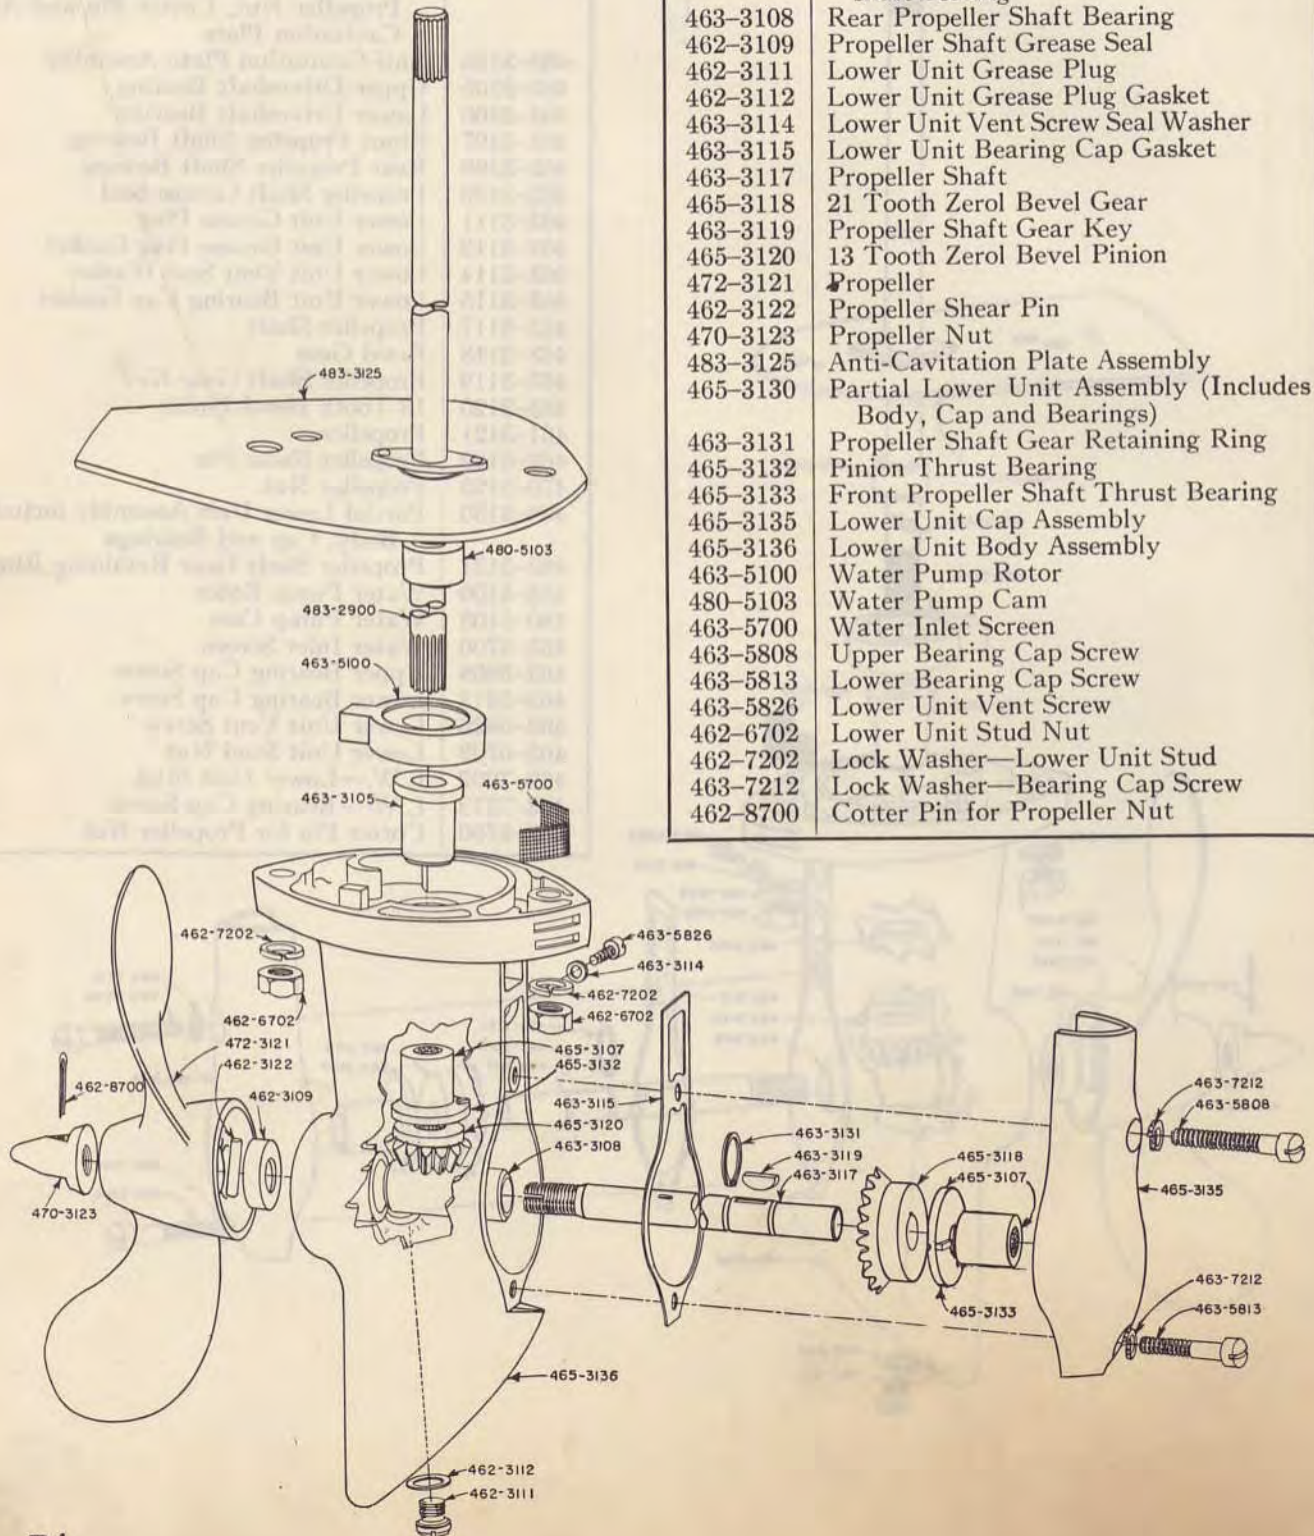 463–3108 Rear Propeller Shaft Bearing
462–3109 Propeller Shaft Grease Seal
462–3111 Lower Unit Grease Plug
462–3112 Lower Unit Grease Plug Gasket
463–3114 Lower Unit Vent Screw Seal Washer
463–3115 Lower Unit Bearing Cap Gasket
463–3117 Propeller Shaft
465–3118 21 Tooth Zerol Bevel Gear
463–3119 Propeller Shaft Gear Key
465–3120 13 Tooth Zerol Bevel Pinion
472–3121 Propeller
462–3122 Propeller Shear Pin
470–3123 Propeller Nut
483–3125 Anti-Cavitation Plate Assembly
465–3130 Partial Lower Unit Assembly (Includes
Body, Cap and Bearings)
463–3131 Propeller Shaft Gear Retaining Ring
465–3132 Pinion Thrust Bearing
465–3133 Front Propeller Shaft Thrust Bearing
465–3135 Lower Unit Cap Assembly
465–3136 Lower Unit Body Assembly
463–5100 Water Pump Rotor
480–5103 Water Pump Cam
463–5700 Water Inlet Screen
463–5808 Upper Bearing Cap Screw
463–5813 Lower Bearing Cap Screw
463–5826 Lower Unit Vent Screw
462–6702 Lower Unit Stud Nut
462–7202 Lock Washer—Lower Unit Stud
463–7212 Lock Washer—Bearing Cap Screw
462–8700 Cotter Pin for Propeller Nut
483-3125
480-5103
483-2900
463-5100
463-3105
463-5700
462-7202
463-5826
463-3114
462-7202
462-6702
462-6702
472-3121
462-3122
462-8700
462-3109
465-3107
465-3132
463-3115
465-3120
463-3108
463-3131
463-3119
463-3117
465-3118
465-3107
463-7212
463-5808
465-3135
470-3123
463-7212
463-5813
465-3133
465-3136
462-3112
462-3111